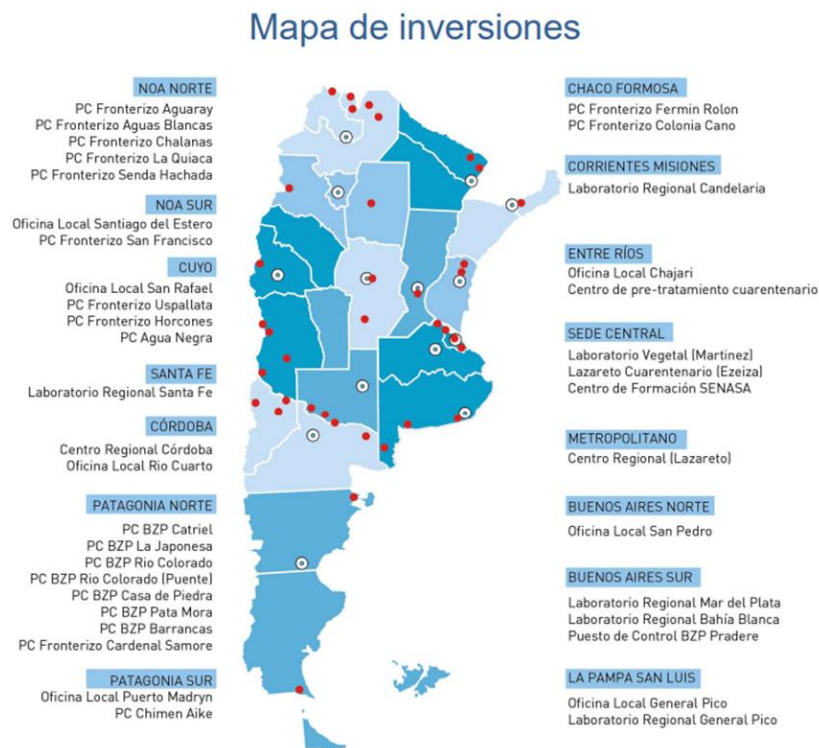 Mapa de inversiones
NOA NORTE
PC Fronterizo Aguaray
PC Fronterizo Aguas Blancas
PC Fronterizo Chalanas
PC Fronterizo La Quiaca
PC Fronterizo Senda Hachada
NOA SUR
Oficina Local Santiago del Estero
PC Fronterizo San Francisco
CUYO
Oficina Local San Rafael
PC Fronterizo Uspallata
PC Fronterizo Horcones
PC Agua Negra
SANTA FE
Laboratorio Regional Santa Fe
CÓRDOBA
Centro Regional Córdoba
Oficina Local Rio Cuarto
PATAGONIA NORTE
PC BZP Catriel
PC BZP La Japonesa
PC BZP Rio Colorado
PC BZP Rio Colorado (Puente)
PC BZP Casa de Piedra
PC BZP Pata Mora
PC BZP Barrancas
PC Fronterizo Cardenal Samore
PATAGONIA SUR
Oficina Local Puerto Madryn
PC Chimen Aike
CHACO FORMOSA
PC Fronterizo Fermin Rolon
PC Fronterizo Colonia Cano
CORRIENTES MISIONES
Laboratorio Regional Candelaria
ENTRE RÍOS
Oficina Local Chajari
Centro de pre-tratamiento cuarentenario
SEDE CENTRAL
Laboratorio Vegetal (Martinez)
Lazareto Cuarentenario (Ezeiza)
Centro de Formación SENASA
METROPOLITANO
Centro Regional (Lazareto)
BUENOS AIRES NORTE
Oficina Local San Pedro
BUENOS AIRES SUR
Laboratorio Regional Mar del Plata
Laboratorio Regional Bahía Blanca
Puesto de Control BZP Pradere
LA PAMPA SAN LUIS
Oficina Local General Pico
Laboratorio Regional General Pico